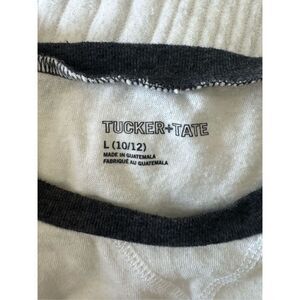 TUCKER+TATE
L (10/12)
MADE IN GUATEMALA
FABRIQUÉ AU GUATEMALA